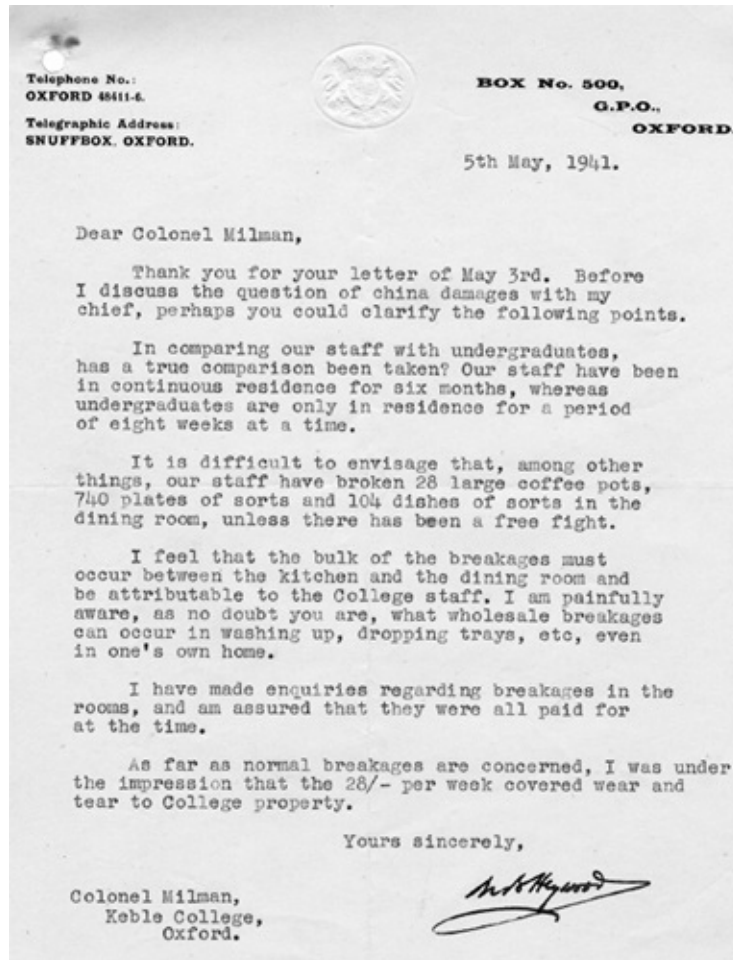 Telephone No.:
OXFORD 48411-6.
Telegraphic Address:
SNUFFBOX, OXFORD.
BOX No. 500,
G.P.O.,
OXFORD.
5th May, 1941.
Dear Colonel Milman,
Thank you for your letter of May 3rd. Before
I discuss the question of china damages with my
chief, perhaps you could clarify the following points.
In comparing our staff with undergraduates,
has a true comparison been taken? Our staff have been
in continuous residence for six months, whereas
undergraduates are only in residence for a period
of eight weeks at a time.
It is difficult to envisage that, among other
things, our staff have broken 28 large coffee pots,
740 plates of sorts and 104 dishes of sorts in the
dining room, unless there has been a free fight.
I feel that the bulk of the breakages must
occur between the kitchen and the dining room and
be attributable to the College staff. I am painfully
aware, as no doubt you are, what wholesale breakages
can occur in washing up, dropping trays, etc, even
in one's own home.
I have made enquiries regarding breakages in the
rooms, and am assured that they were all paid for
at the time.
As far as normal breakages are concerned, I was under
the impression that the 28/- per week covered wear and
tear to College property.
Yours sincerely,
Heywood
Colonel Milman,
Keble College,
Oxford.